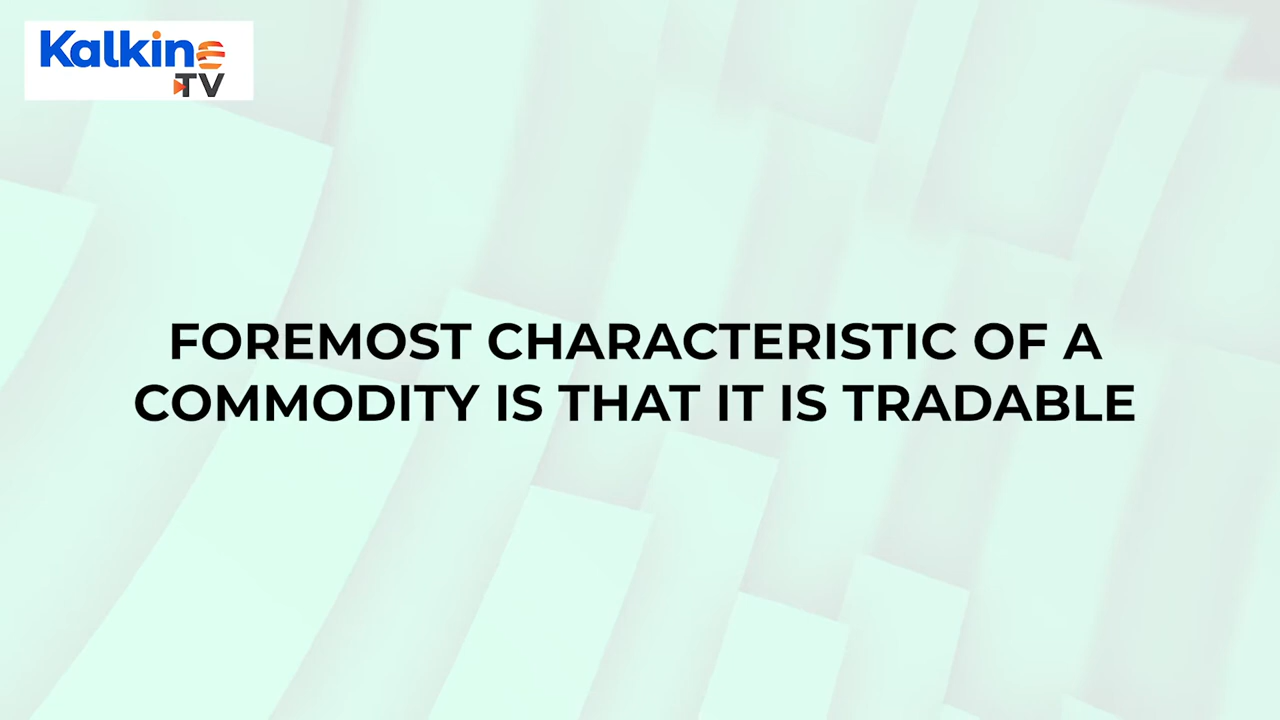 Kalkine
TV
FOREMOST CHARACTERISTIC OF A
COMMODITY IS THAT IT IS TRADABLE